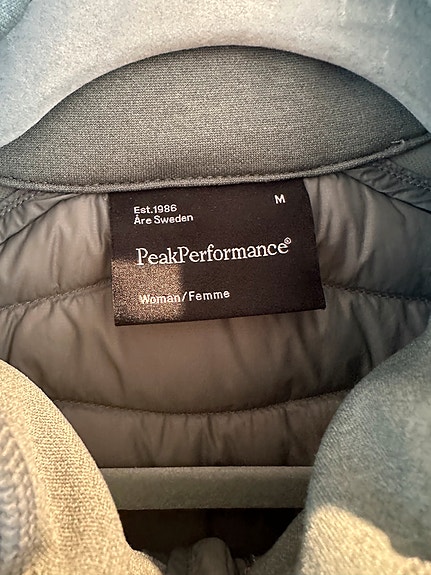 Est.1986
Åre Sweden
M
PeakPerformance®
Woman/Femme